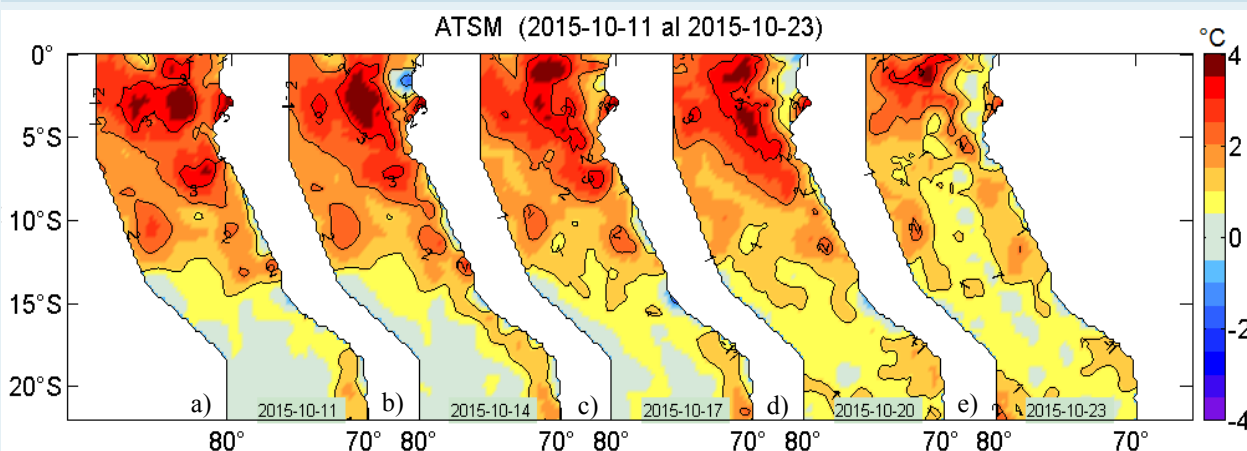 ATSM (2015-10-11 al 2015-10-23)
°C
0°
5°S
10°S
15°S
20°S
a) 2015-10-11
b) 2015-10-14
c) 2015-10-17
d) 2015-10-20
e) 2015-10-23
80° 70° 80° 70° 80° 70° 80° 70° 80° 70°
4
2
0
-2
-4